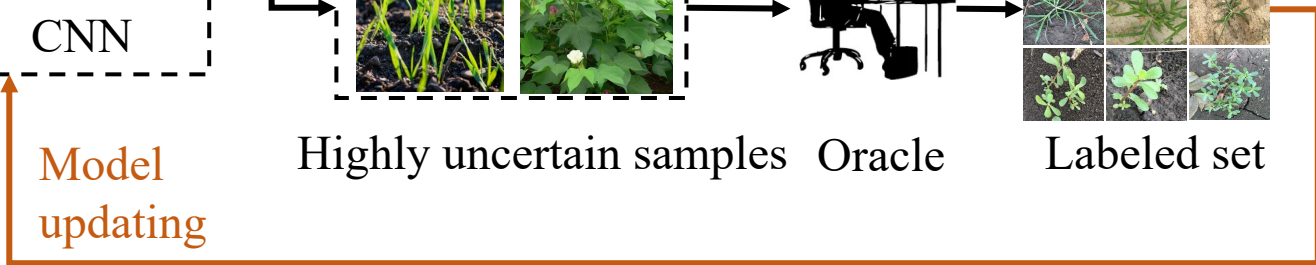 CNN
Highly uncertain samples
Oracle
Labeled set
Model
updating